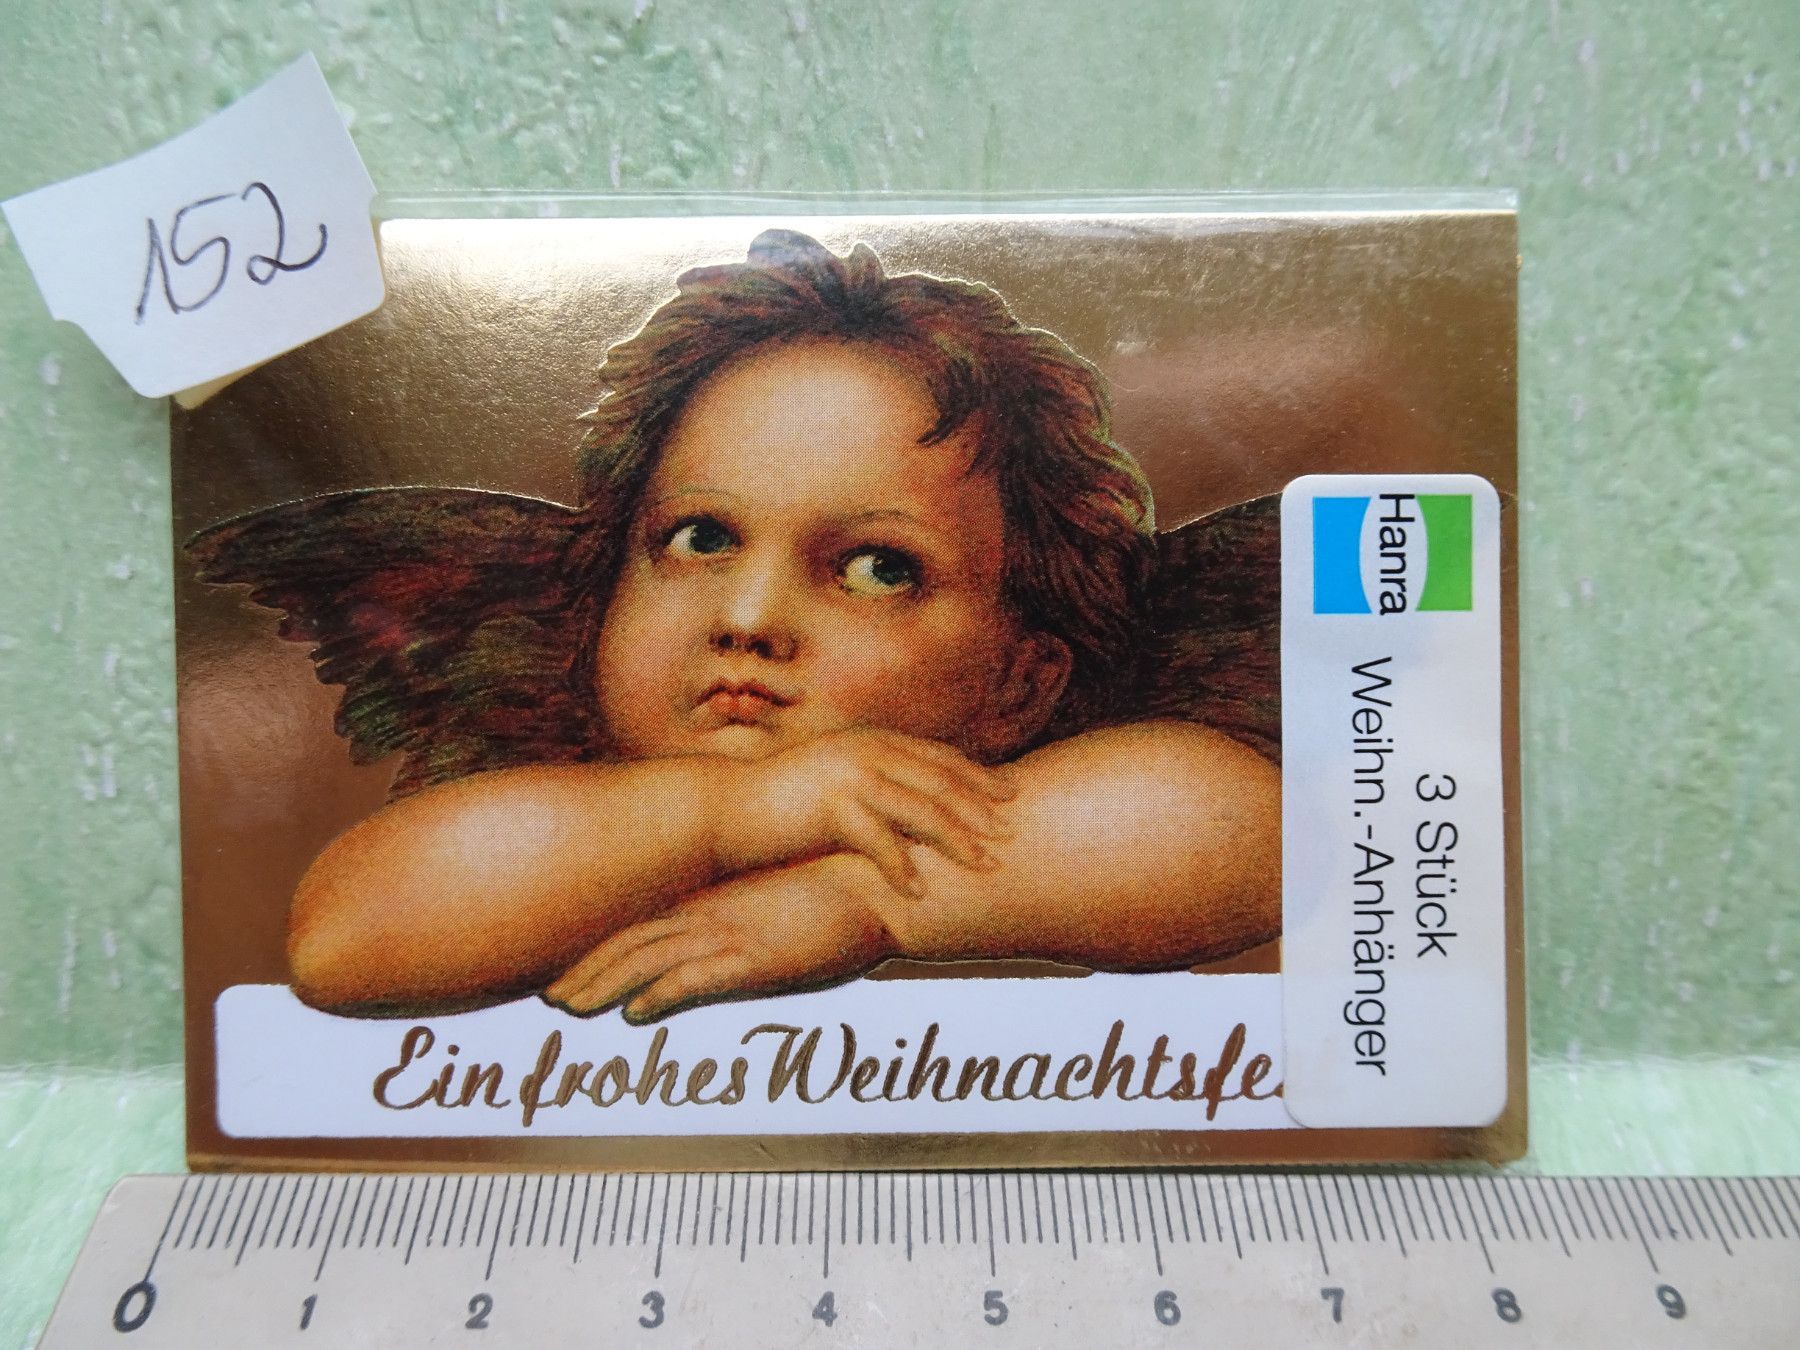 152
Ein frohes Weihnachtsfe
Hanra
3 Stück
Weihn.-Anhänger
0 1 2 3 4 5 6 7 8 9